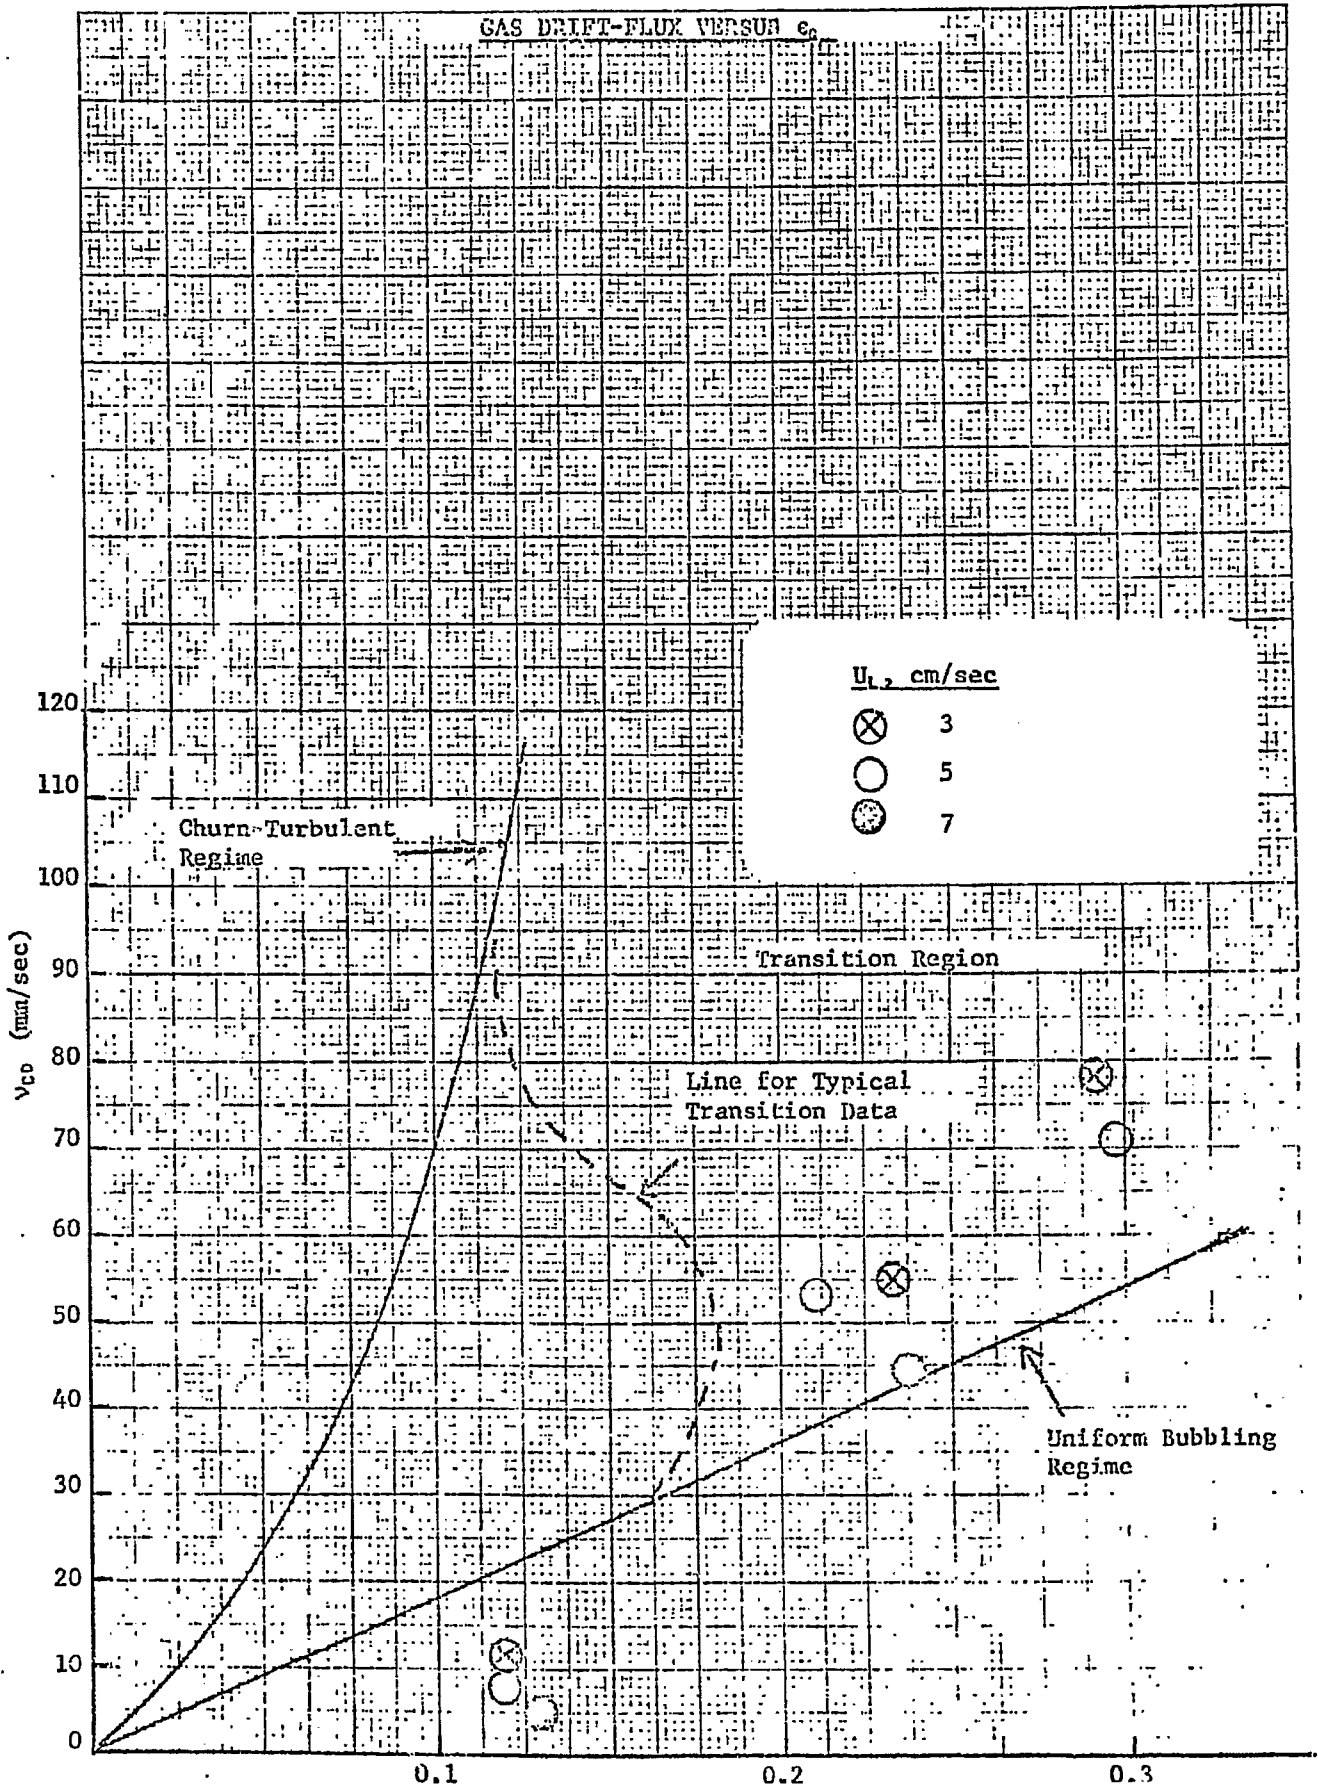 GAS DRIFT-FLUX VERSUS ε_G
U_L, cm/sec
3
5
7
120
110
100
90
80
70
60
50
40
30
20
10
0
ν_CD (mm/sec)
Churn-Turbulent
Regime
Transition Region
Line for Typical
Transition Data
Uniform Bubbling
Regime
0.1
0.2
0.3